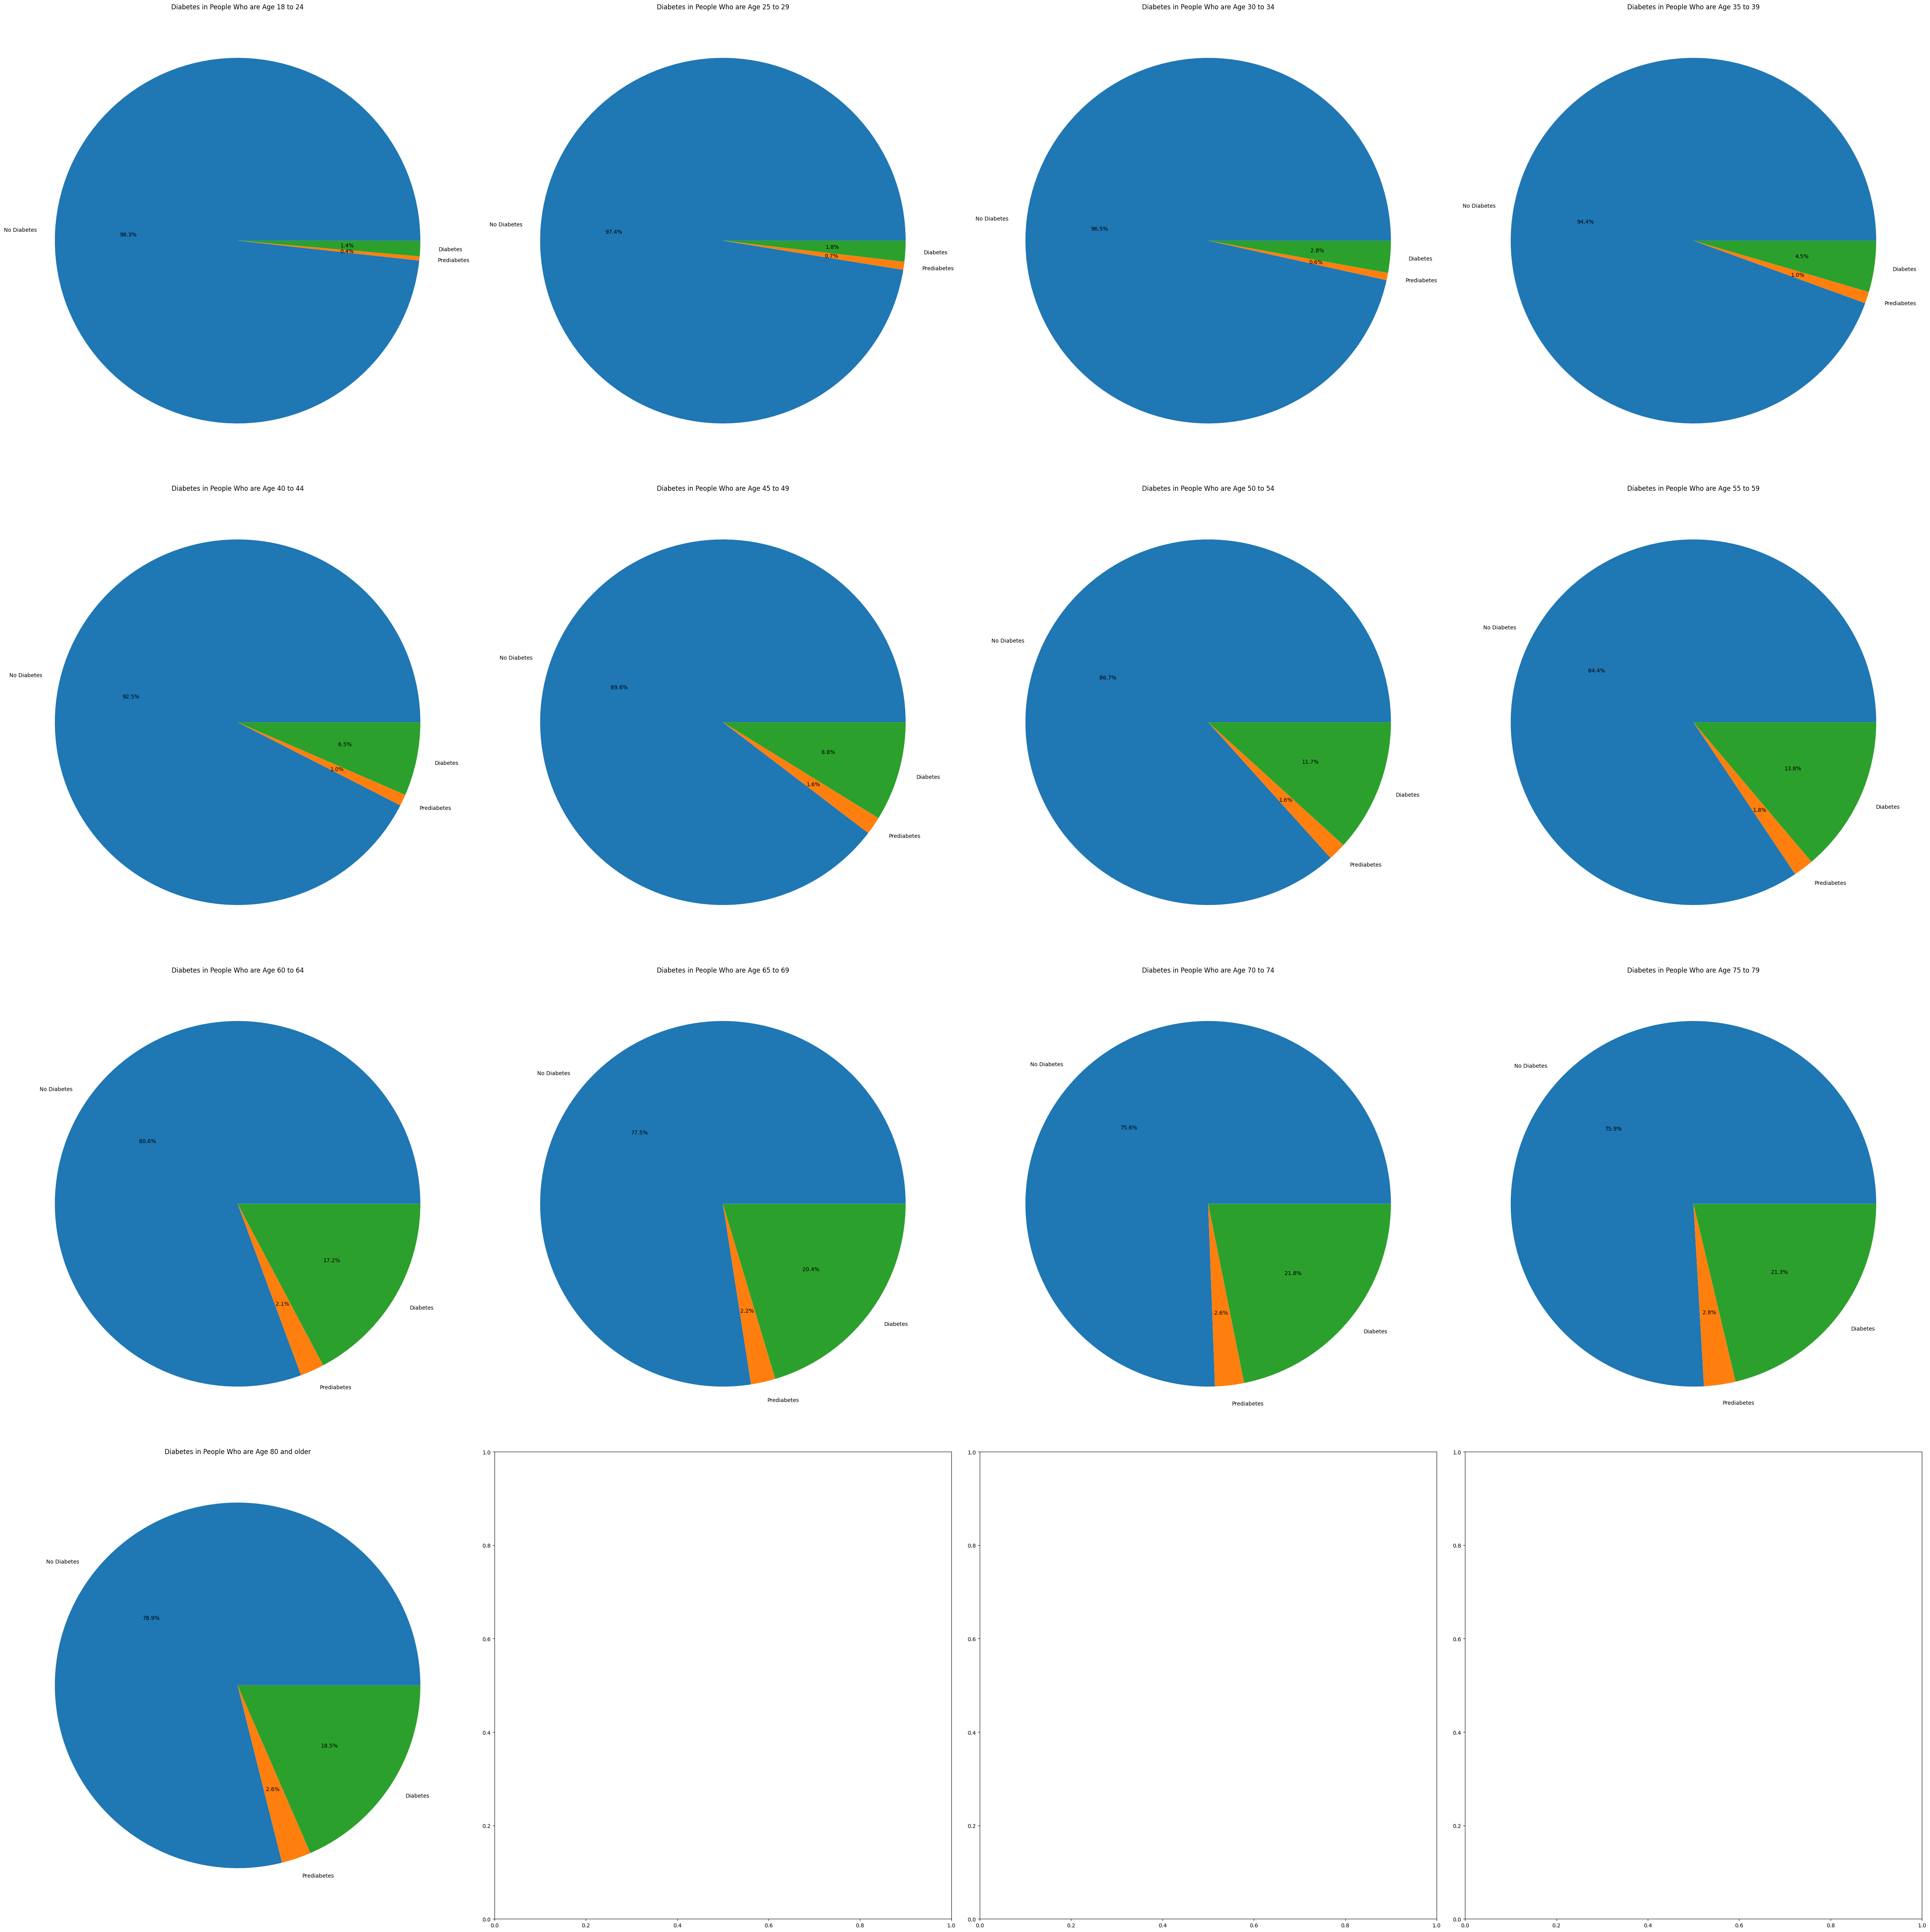 Diabetes in People Who are Age 18 to 24
No Diabetes
98.3%
1.4%
0.4%
Diabetes
Prediabetes
Diabetes in People Who are Age 25 to 29
No Diabetes
97.4%
1.8%
0.7%
Diabetes
Prediabetes
Diabetes in People Who are Age 30 to 34
No Diabetes
96.5%
2.8%
0.6%
Diabetes
Prediabetes
Diabetes in People Who are Age 35 to 39
No Diabetes
94.4%
4.5%
1.0%
Diabetes
Prediabetes
Diabetes in People Who are Age 40 to 44
No Diabetes
92.5%
6.5%
1.0%
Diabetes
Prediabetes
Diabetes in People Who are Age 45 to 49
No Diabetes
89.6%
8.8%
1.6%
Diabetes
Prediabetes
Diabetes in People Who are Age 50 to 54
No Diabetes
86.7%
11.7%
1.6%
Diabetes
Prediabetes
Diabetes in People Who are Age 55 to 59
No Diabetes
84.4%
13.8%
1.8%
Diabetes
Prediabetes
Diabetes in People Who are Age 60 to 64
No Diabetes
80.6%
17.2%
2.1%
Diabetes
Prediabetes
Diabetes in People Who are Age 65 to 69
No Diabetes
77.5%
20.4%
2.2%
Diabetes
Prediabetes
Diabetes in People Who are Age 70 to 74
No Diabetes
75.6%
21.8%
2.6%
Diabetes
Prediabetes
Diabetes in People Who are Age 75 to 79
No Diabetes
75.9%
21.3%
2.8%
Diabetes
Prediabetes
Diabetes in People Who are Age 80 and older
No Diabetes
78.9%
18.5%
2.6%
Diabetes
Prediabetes
1.0
0.8
0.6
0.4
0.2
0.0
0.0 0.2 0.4 0.6 0.8 1.0
1.0
0.8
0.6
0.4
0.2
0.0
0.0 0.2 0.4 0.6 0.8 1.0
1.0
0.8
0.6
0.4
0.2
0.0
0.0 0.2 0.4 0.6 0.8 1.0